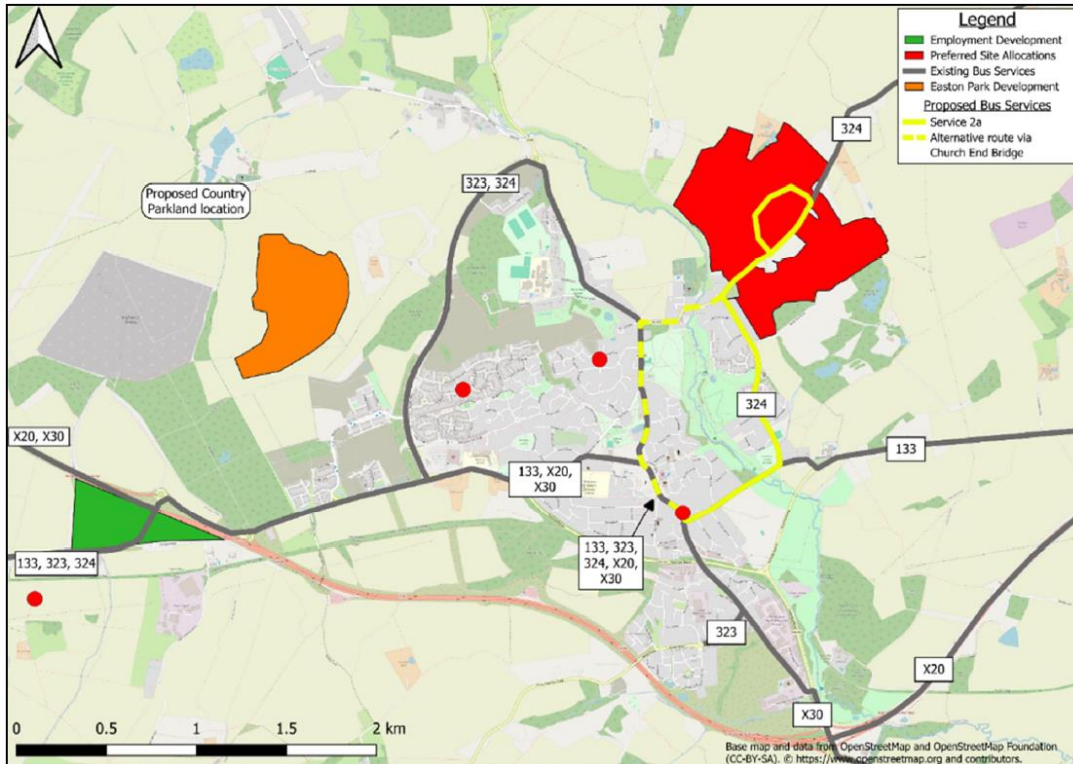 Legend
Employment Development
Preferred Site Allocations
Existing Bus Services
Easton Park Development
Proposed Bus Services
Service 2a
Alternative route via
Church End Bridge
324
323, 324
Proposed Country
Parkland location
324
X20, X30
133
133, X20,
X30
133, 323, 324
133, 323,
324, X20,
X30
323
X20
X30
0 0.5 1 1.5 2 km
Base map and data from OpenStreetMap and OpenStreetMap Foundation
(CC-BY-SA). © https://www.openstreetmap.org and contributors.